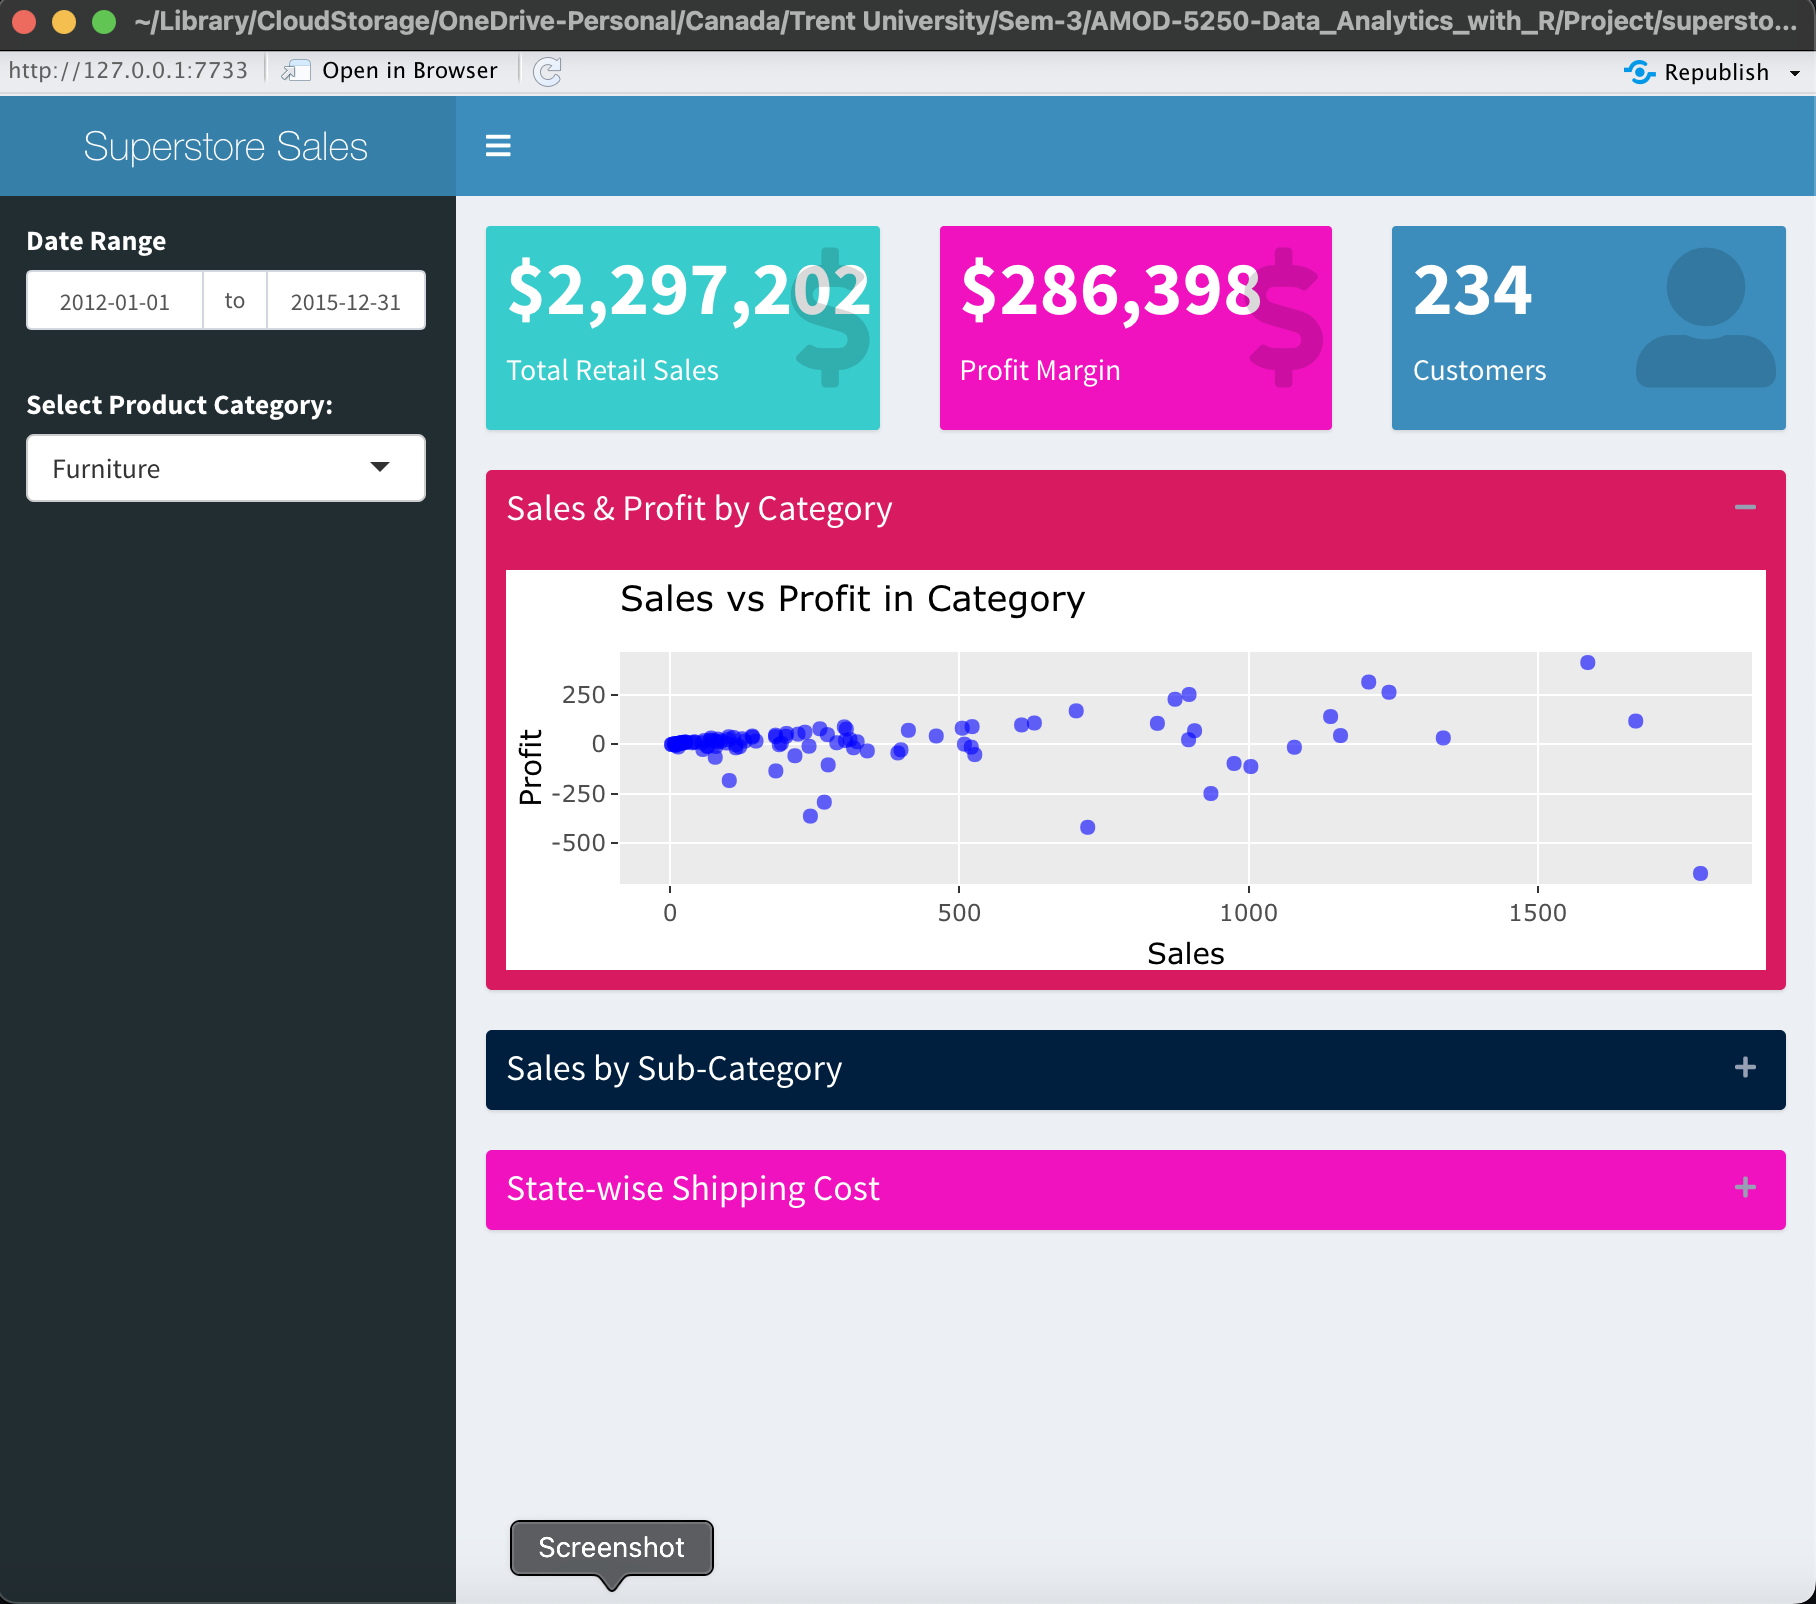 ~/Library/CloudStorage/OneDrive-Personal/Canada/Trent University/Sem-3/AMOD-5250-Data_Analytics_with_R/Project/supersto...
http://127.0.0.1:7733 Open in Browser Republish
Superstore Sales
Date Range
2012-01-01 to 2015-12-31
Select Product Category:
Furniture
$2,297,202
Total Retail Sales
$286,398
Profit Margin
234
Customers
Sales & Profit by Category
Sales vs Profit in Category
Profit
250
0
-250
-500
0 500 1000 1500
Sales
Sales by Sub-Category
State-wise Shipping Cost
Screenshot